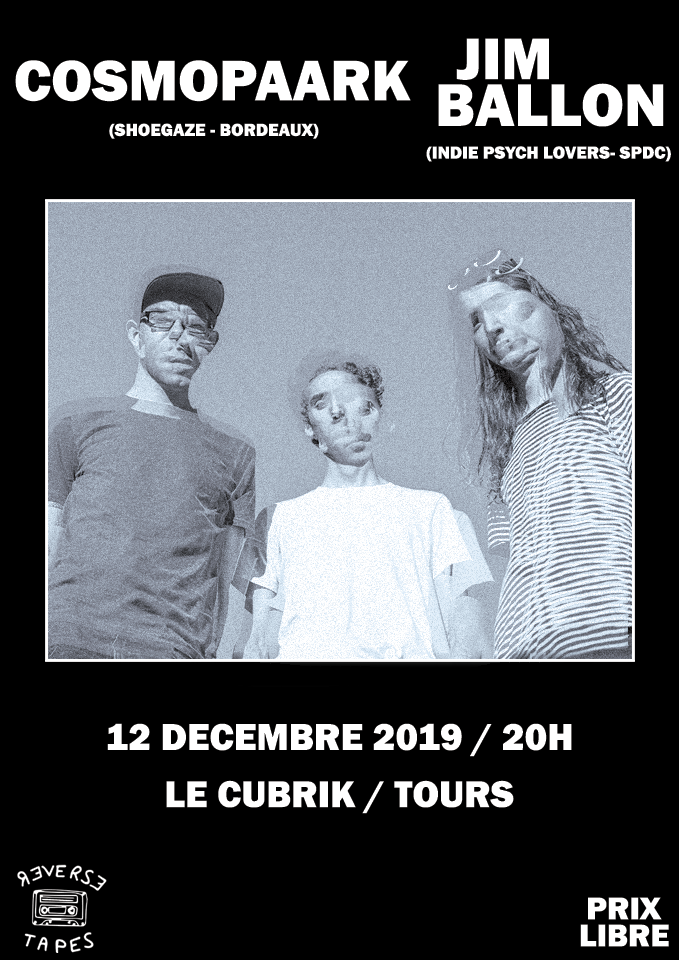 COSMOPAARK
(SHOEGAZE - BORDEAUX)
JIM
BALLON
(INDIE PSYCH LOVERS- SPDC)
12 DECEMBRE 2019 / 20H
LE CUBRIK / TOURS
REVERSE
TAPES
PRIX
LIBRE